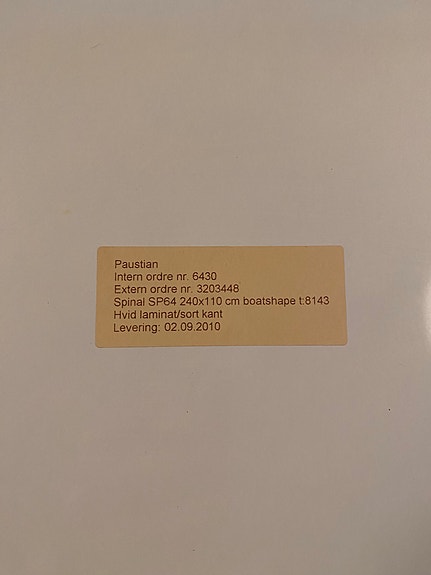 Paustian
Intern ordre nr. 6430
Extern ordre nr. 3203448
Spinal SP64 240x110 cm boatshape t:8143
Hvid laminat/sort kant
Levering: 02.09.2010